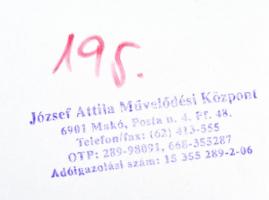 195.
József Attila Művelődési Központ
6901 Makó, Posta u. 4. Pf. 48.
Telefon/fax: (62) 413-555
OTP: 289-98091, 668-355287
Adóigazolási szám: 15 355 289-2-06